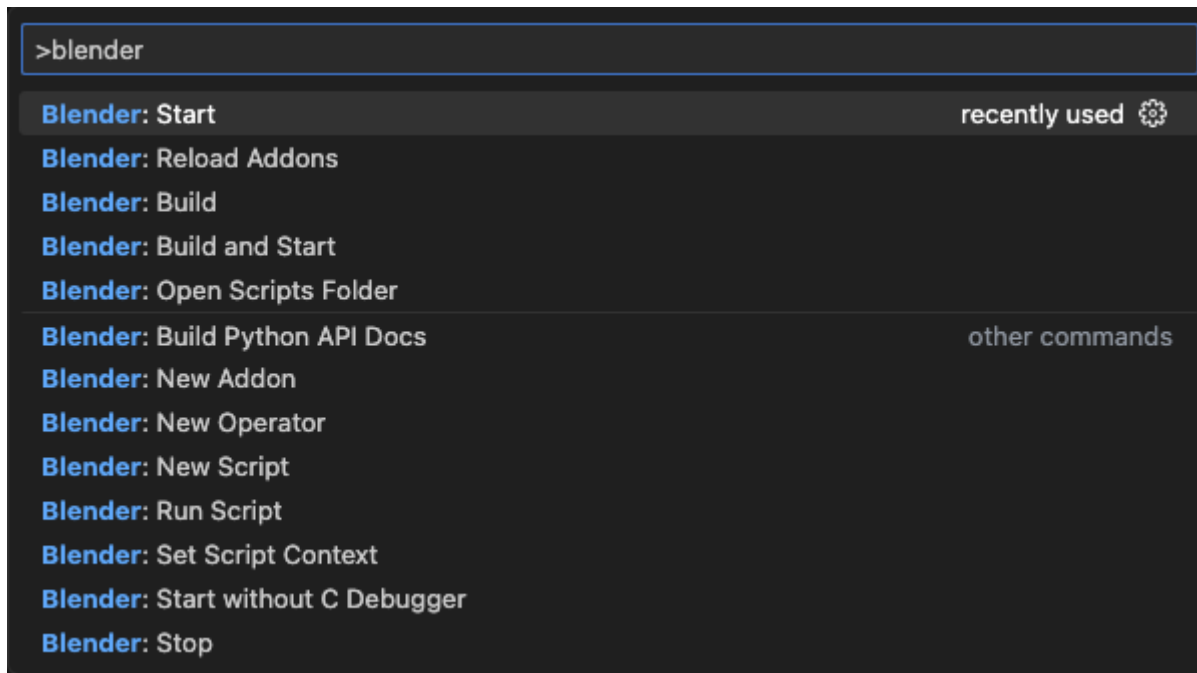 >blender
Blender: Start recently used
Blender: Reload Addons
Blender: Build
Blender: Build and Start
Blender: Open Scripts Folder
Blender: Build Python API Docs other commands
Blender: New Addon
Blender: New Operator
Blender: New Script
Blender: Run Script
Blender: Set Script Context
Blender: Start without C Debugger
Blender: Stop